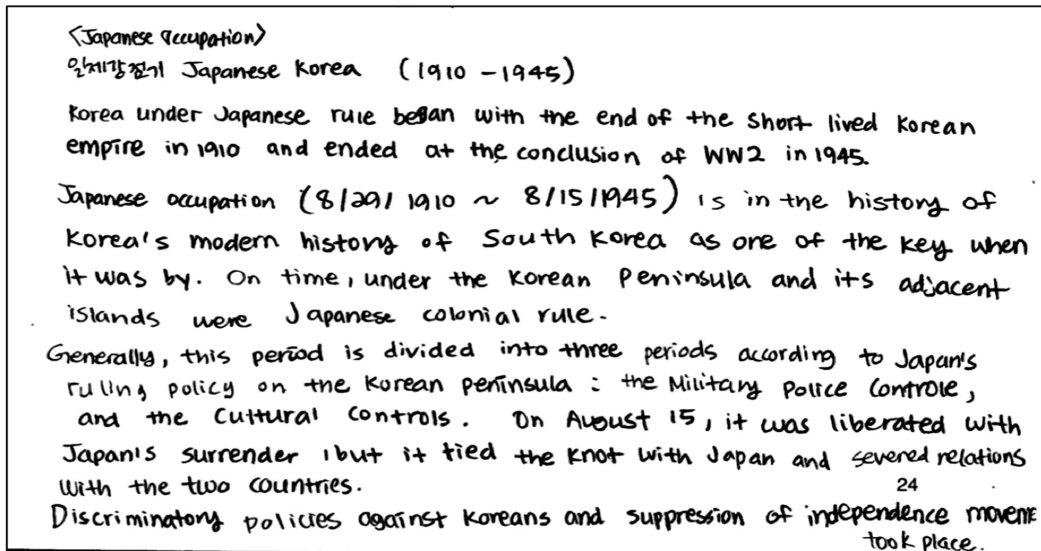 <Japanese occupation>
일제강점기 Japanese Korea (1910 - 1945)
Korea under Japanese rule began with the end of the short lived Korean
empire in 1910 and ended at the conclusion of WW2 in 1945.
Japanese occupation (8/29/1910 ~ 8/15/1945) is in the history of
Korea's modern history of South Korea as one of the key when
it was by. On time, under the Korean Peninsula and its adjacent
islands were Japanese colonial rule.
Generally, this period is divided into three periods according to Japan's
ruling policy on the Korean peninsula : the Military Police Controle,
and the Cultural Controls. On August 15, it was liberated with
Japan's surrender, but it tied the knot with Japan and severed relations
with the two countries.
24
Discriminatory policies against Koreans and suppression of independence moveme
took place.